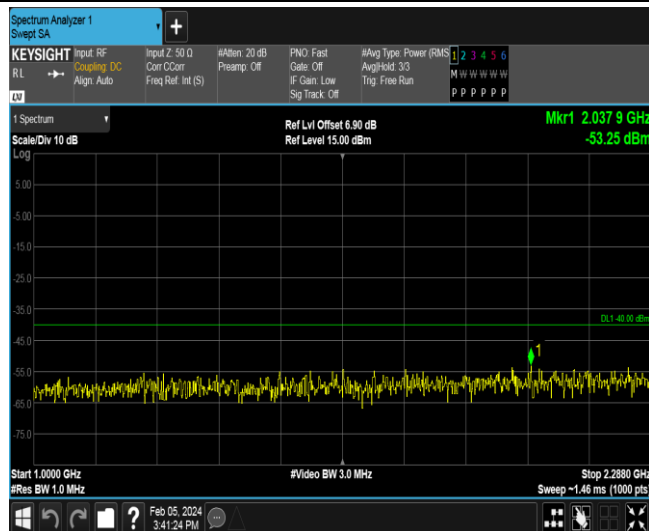 Spectrum Analyzer 1
Swept SA
+
KEYSIGHT Input: RF Input Z: 50 Ω #Atten: 20 dB PNO: Fast #Avg Type: Power (RMS 1 2 3 4 5 6
RL Coupling: DC Corr CCorr Preamp: Off Gate: Off Avg|Hold: 3/3 M W W W W W
Align: Auto Freq Ref: Int (S) IF Gain: Low Trig: Free Run
Sig Track: Off P P P P P P
LXI
1 Spectrum
Scale/Div 10 dB
Ref Lvl Offset 6.90 dB
Ref Level 15.00 dBm
Mkr1 2.037 9 GHz
-53.25 dBm
Log
5.00
-5.00
-15.0
-25.0
-35.0
DL1 -40.00 dBm
-45.0
1
-55.0
-65.0
-75.0
Start 1.0000 GHz #Video BW 3.0 MHz Stop 2.2880 GHz
#Res BW 1.0 MHz Sweep ~1.46 ms (1000 pts)
? Feb 05, 2024
3:41:24 PM